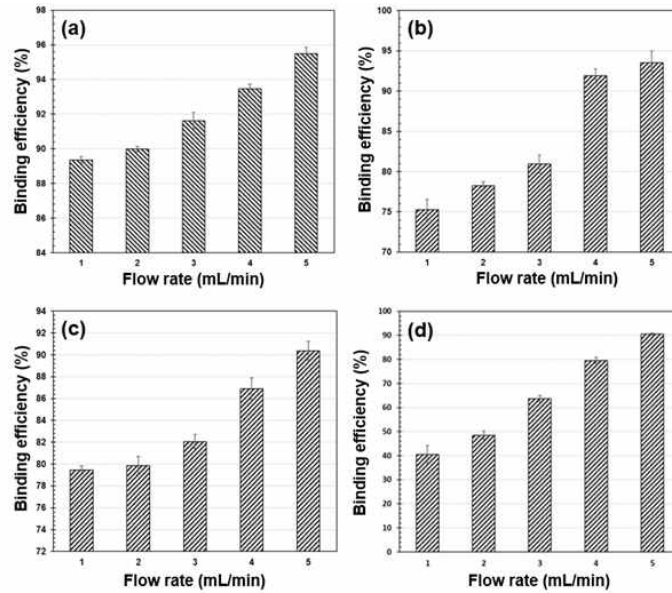 (a)
Binding efficiency (%)
98
96
94
92
90
88
86
84
1 2 3 4 5
Flow rate (mL/min)
(b)
Binding efficiency (%)
100
95
90
85
80
75
70
1 2 3 4 5
Flow rate (mL/min)
(c)
Binding efficiency (%)
94
92
90
86
84
82
80
78
76
74
72
1 2 3 4 5
Flow rate (mL/min)
(d)
Binding efficiency (%)
100
90
80
70
60
50
40
30
20
10
0
1 2 3 4 5
Flow rate (mL/min)